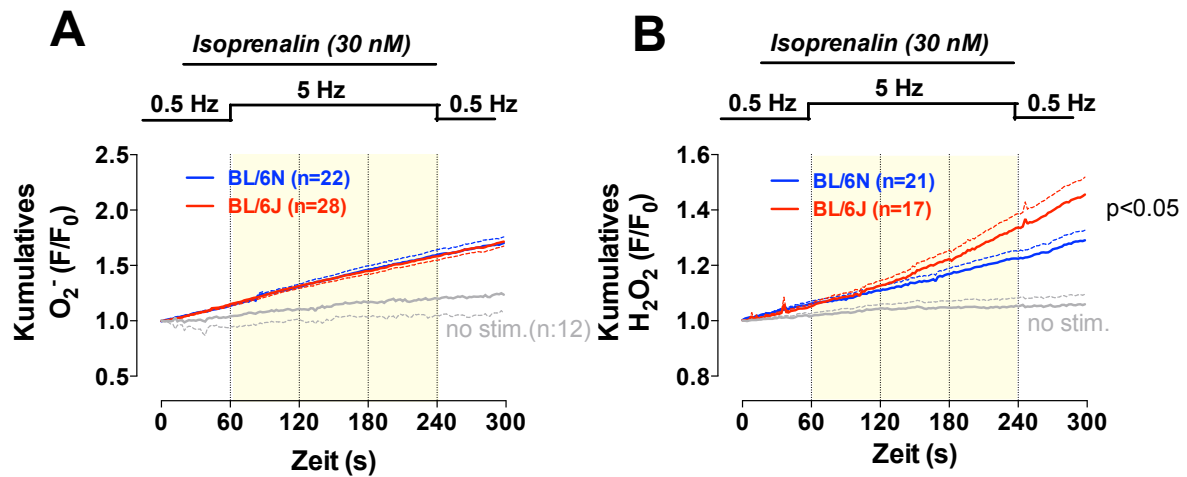 A
Isoprenalin (30 nM)
0.5 Hz
5 Hz
0.5 Hz
Kumulatives
O₂⁻ (F/F₀)
2.5
2.0
1.5
1.0
0.5
BL/6N (n=22)
BL/6J (n=28)
no stim.(n:12)
0 60 120 180 240 300
Zeit (s)
B
Isoprenalin (30 nM)
0.5 Hz
5 Hz
0.5 Hz
Kumulatives
H₂O₂ (F/F₀)
1.6
1.4
1.2
1.0
0.8
BL/6N (n=21)
BL/6J (n=17)
p<0.05
no stim.
0 60 120 180 240 300
Zeit (s)